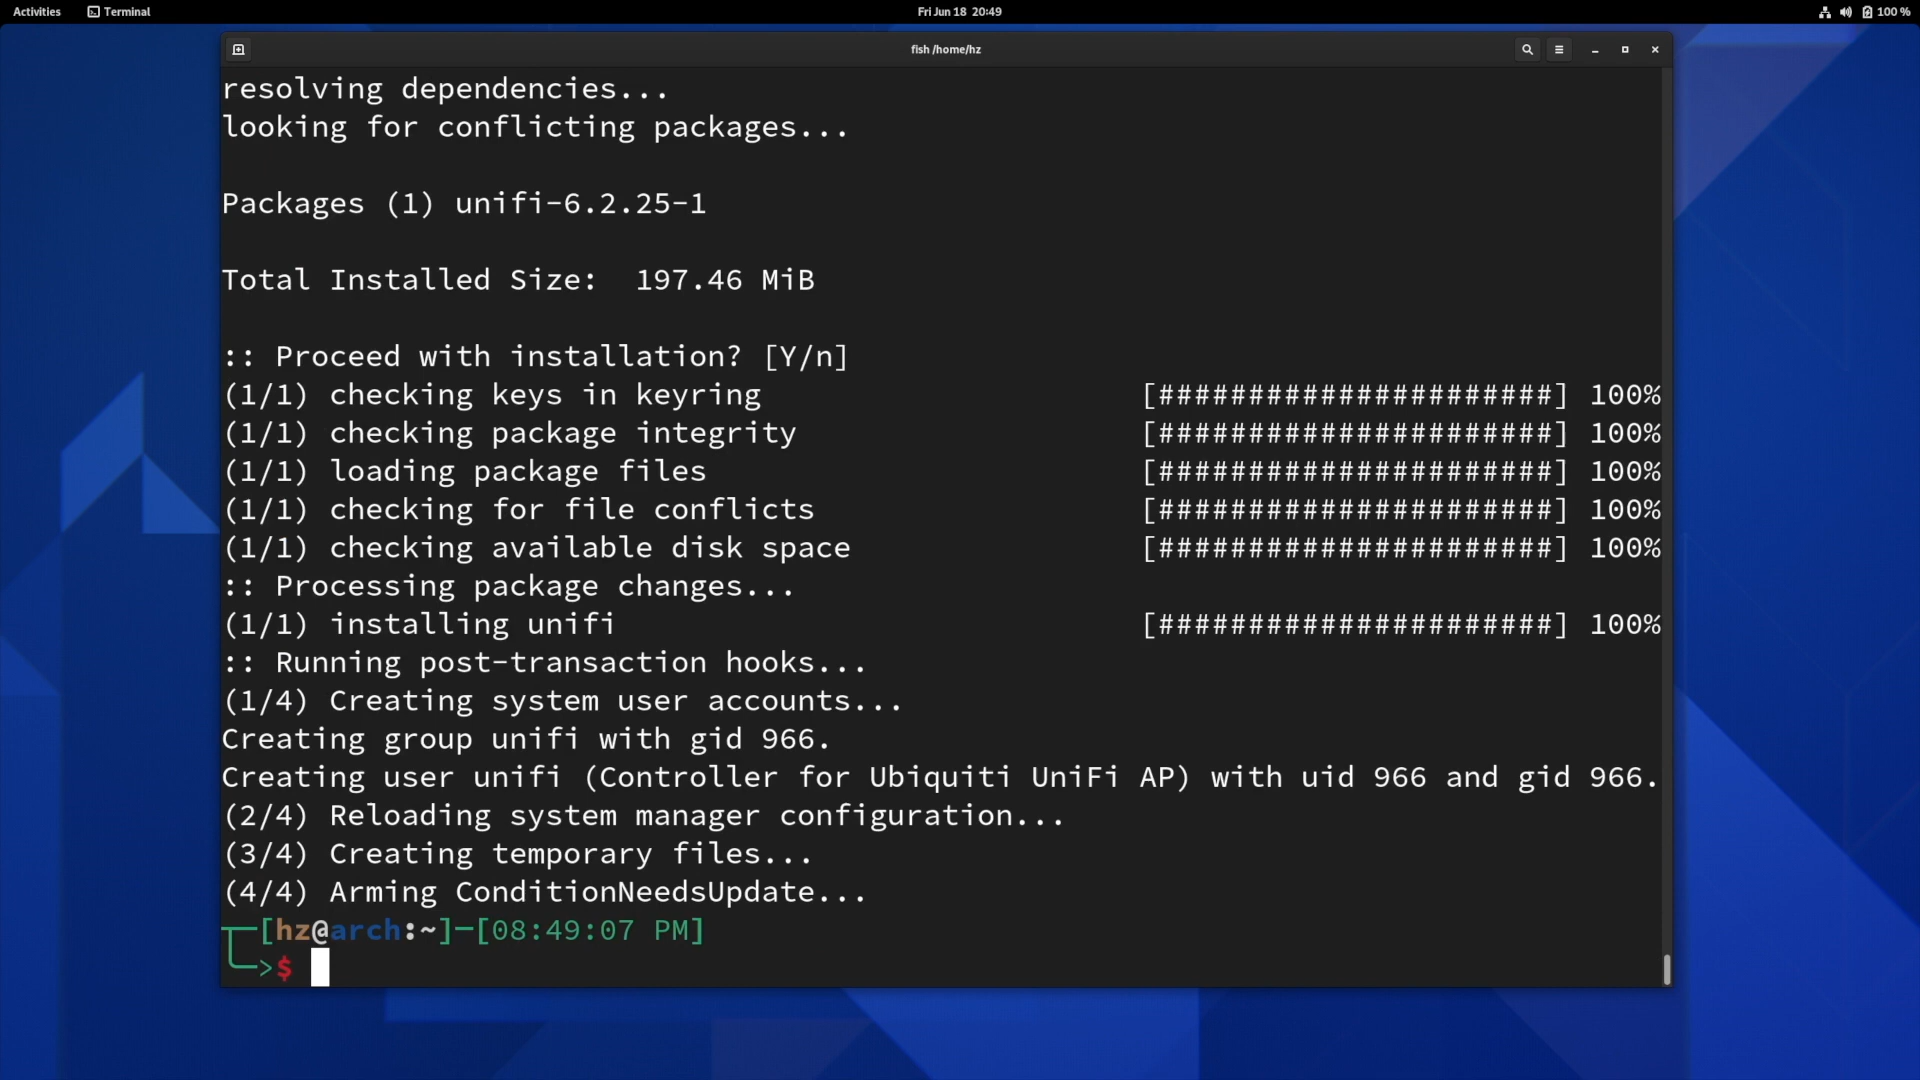 Activities Terminal Fri Jun 18 20:49 100 %
fish /home/hz
resolving dependencies...
looking for conflicting packages...
Packages (1) unifi-6.2.25-1
Total Installed Size:  197.46 MiB
:: Proceed with installation? [Y/n]
(1/1) checking keys in keyring [######################] 100%
(1/1) checking package integrity [######################] 100%
(1/1) loading package files [######################] 100%
(1/1) checking for file conflicts [######################] 100%
(1/1) checking available disk space [######################] 100%
:: Processing package changes...
(1/1) installing unifi [######################] 100%
:: Running post-transaction hooks...
(1/4) Creating system user accounts...
Creating group unifi with gid 966.
Creating user unifi (Controller for Ubiquiti UniFi AP) with uid 966 and gid 966.
(2/4) Reloading system manager configuration...
(3/4) Creating temporary files...
(4/4) Arming ConditionNeedsUpdate...
┬─[hz@arch:~]─[08:49:07 PM]
╰─>$